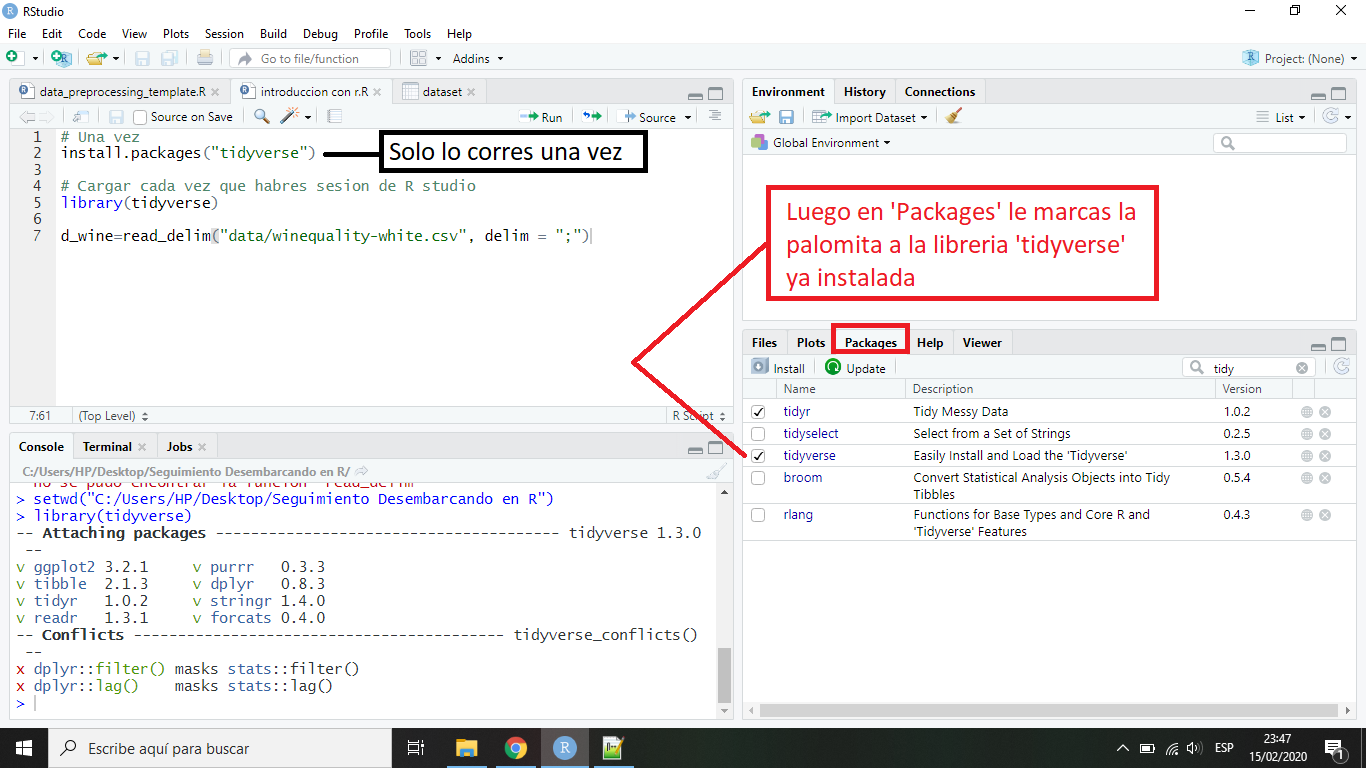 RStudio
File Edit Code View Plots Session Build Debug Profile Tools Help
Go to file/function Addins Project: (None)
data_preprocessing_template.R introduccion con r.R dataset
Source on Save Run Source
1 # Una vez
2 install.packages("tidyverse")
Solo lo corres una vez
3
4 # Cargar cada vez que habres sesion de R studio
5 library(tidyverse)
6
7 d_wine=read_delim("data/winequality-white.csv", delim = ";")
7:61 (Top Level) R Script
Console Terminal Jobs
C:/Users/HP/Desktop/Seguimiento Desembarcando en R/
no se pudo encontrar la función "read_delim"
> setwd("C:/Users/HP/Desktop/Seguimiento Desembarcando en R")
> library(tidyverse)
-- Attaching packages --------------------------------------- tidyverse 1.3.0
--
v ggplot2 3.2.1 v purrr 0.3.3
v tibble 2.1.3 v dplyr 0.8.3
v tidyr 1.0.2 v stringr 1.4.0
v readr 1.3.1 v forcats 0.4.0
-- Conflicts ------------------------------------------ tidyverse_conflicts()
--
x dplyr::filter() masks stats::filter()
x dplyr::lag() masks stats::lag()
>
Environment History Connections
Import Dataset List
Global Environment
Luego en 'Packages' le marcas la
palomita a la libreria 'tidyverse'
ya instalada
Files Plots Packages Help Viewer
Install Update tidy
Name Description Version
tidyr Tidy Messy Data 1.0.2
tidyselect Select from a Set of Strings 0.2.5
tidyverse Easily Install and Load the 'Tidyverse' 1.3.0
broom Convert Statistical Analysis Objects into Tidy 0.5.4
Tibbles
rlang Functions for Base Types and Core R and 0.4.3
'Tidyverse' Features
Escribe aquí para buscar
ESP
23:47
15/02/2020
1